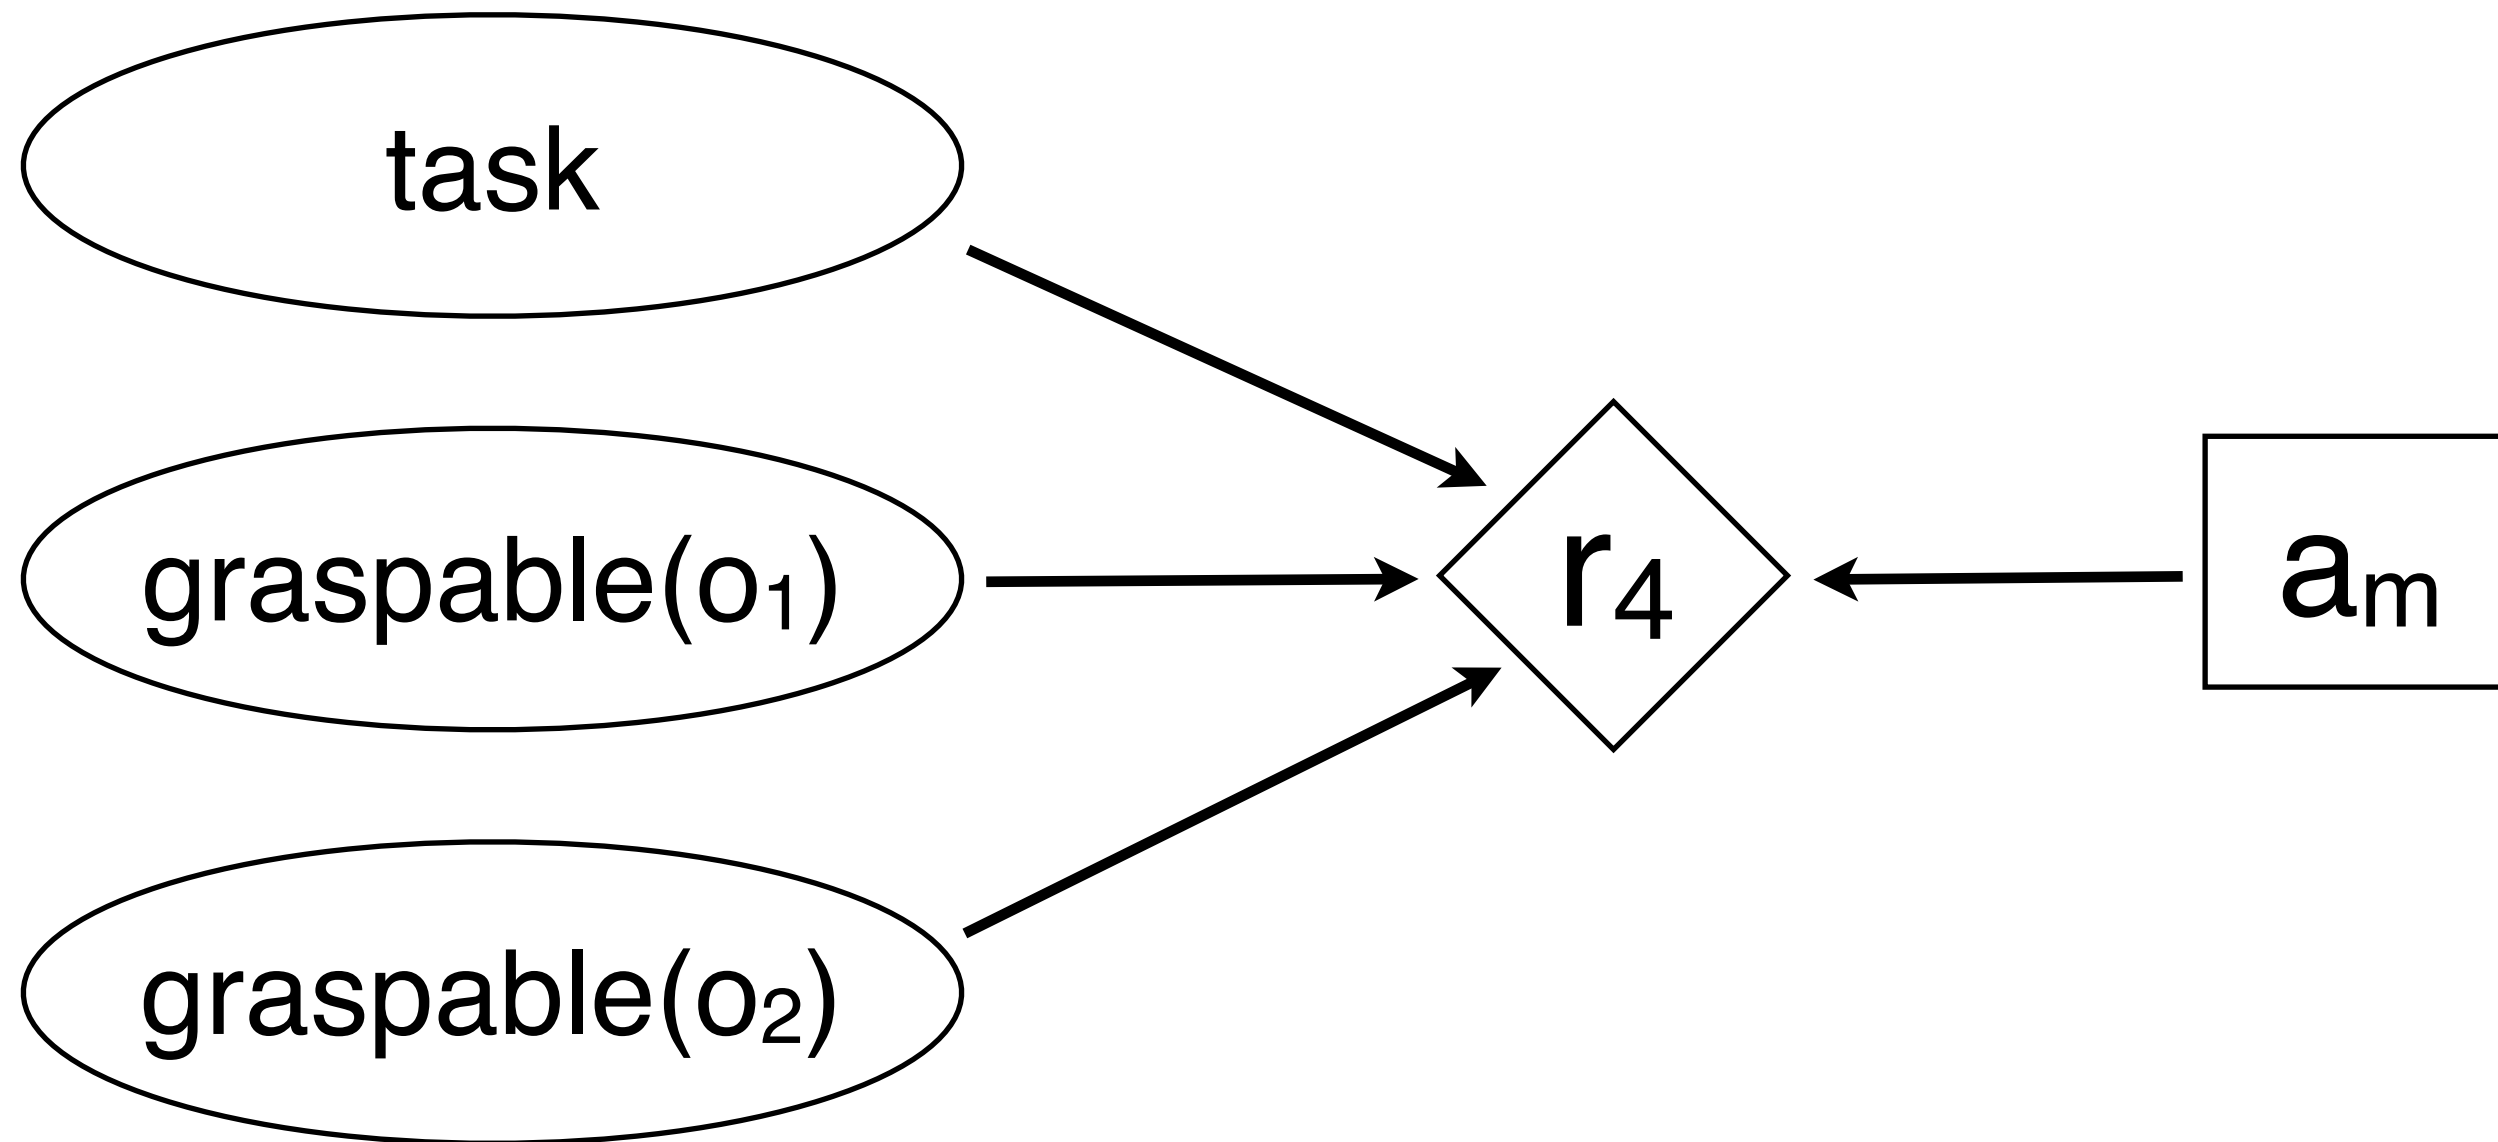 task
graspable(o₁)
r₄
aₘ
graspable(o₂)